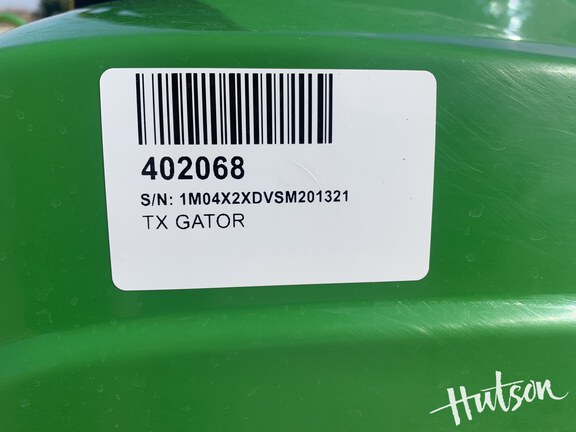 402068
S/N: 1M04X2XDVSM201321
TX GATOR
Hutson